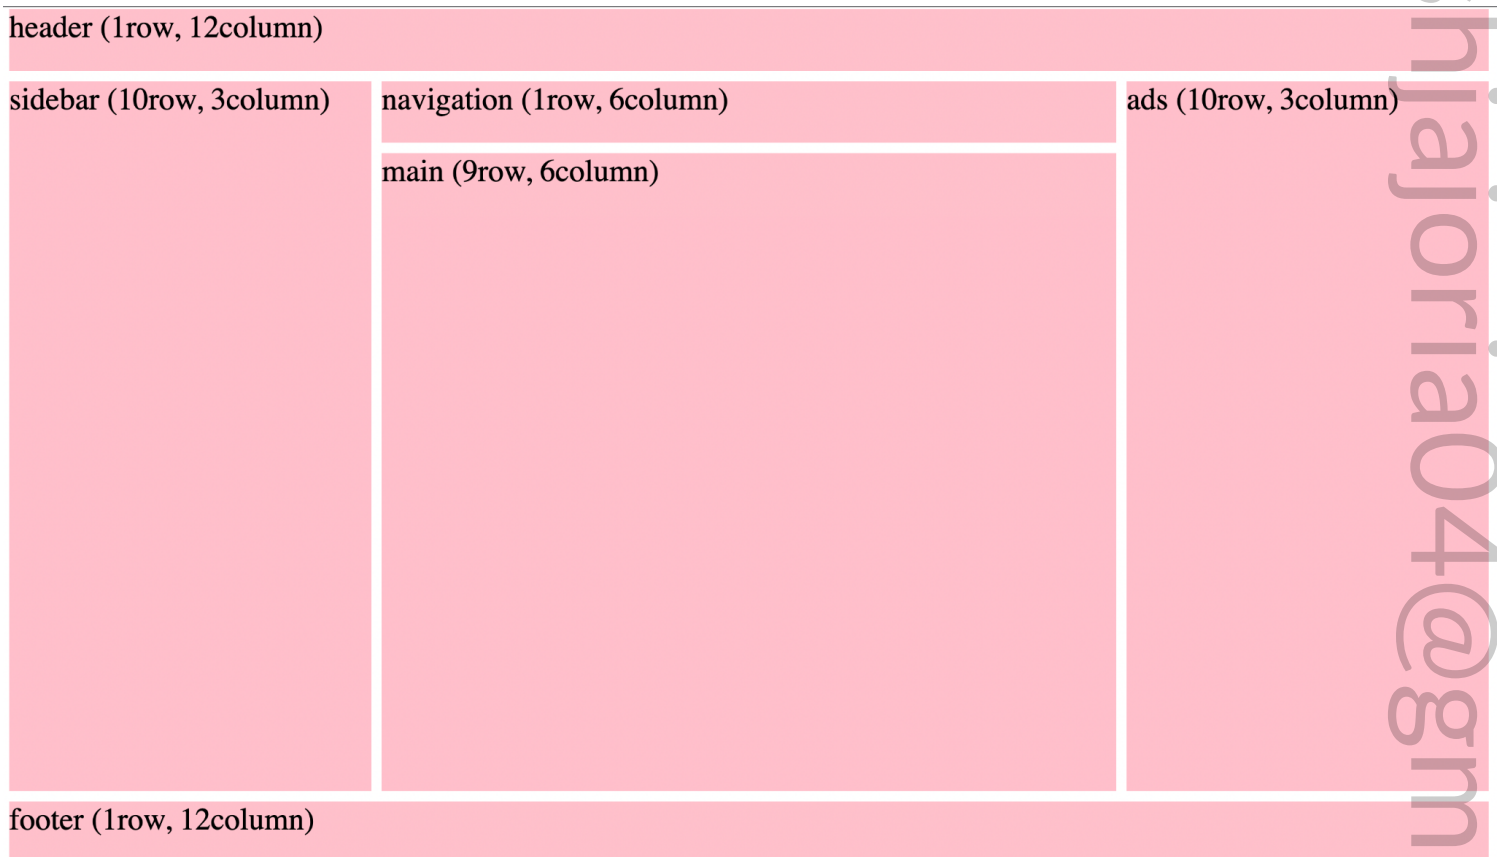 header (1row, 12column)
sidebar (10row, 3column)
navigation (1row, 6column)
ads (10row, 3column)
main (9row, 6column)
footer (1row, 12column)